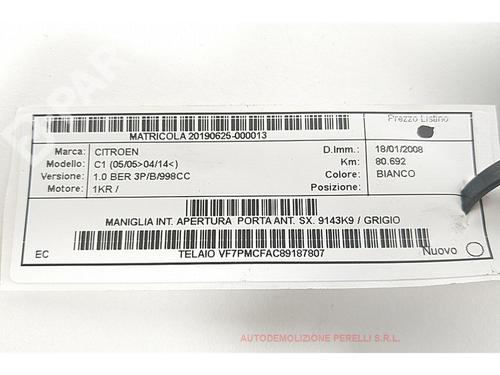 MATRICOLA 20190625-000013
Prezzo Listino
Marca: CITROEN D.Imm.: 18/01/2008
Modello: C1 (05/05>04/14<) Km: 80.692
Versione: 1.0 BER 3P/B/998CC Colore: BIANCO
Motore: 1KR / Posizione:
MANIGLIA INT. APERTURA PORTA ANT. SX. 9143K9 / GRIGIO
EC TELAIO VF7PMCFAC89187807 Nuovo
AUTODEMOLIZIONE PERELLI S.R.L.